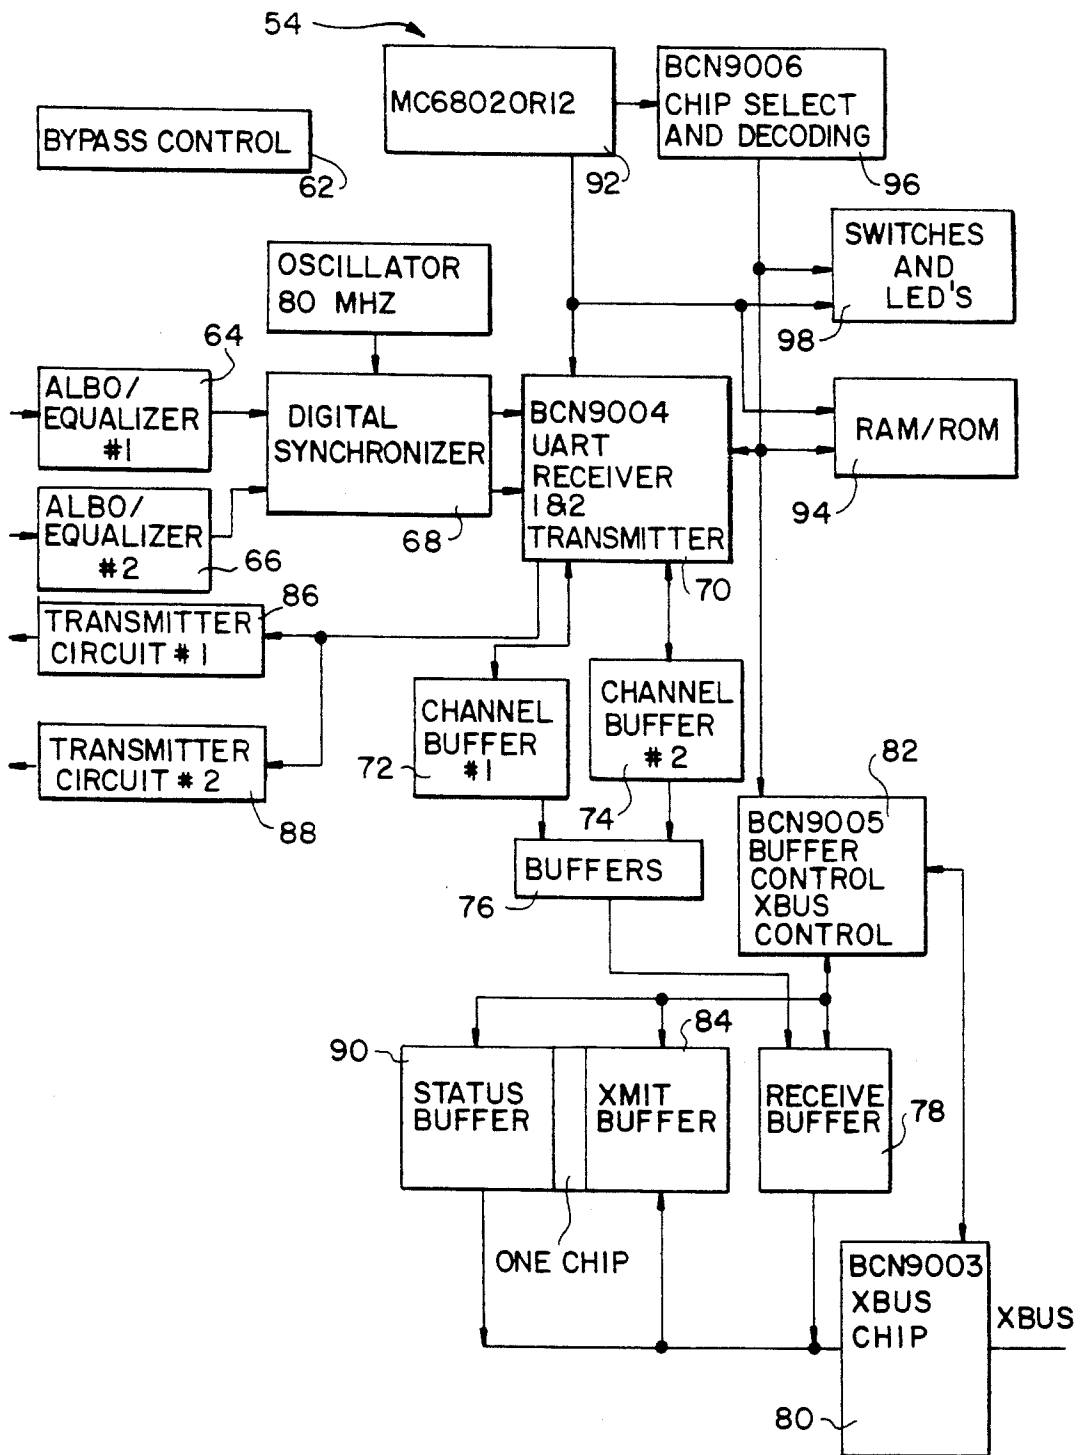 54
BCN9006
CHIP SELECT
AND DECODING
96
MC68020R12
92
BYPASS CONTROL
62
SWITCHES
AND
LED'S
98
OSCILLATOR
80 MHZ
64
ALBO/
EQUALIZER
#1
DIGITAL
SYNCHRONIZER
68
BCN9004
UART
RECEIVER
1&2
TRANSMITTER
70
RAM/ROM
94
ALBO/
EQUALIZER
#2
66
86
TRANSMITTER
CIRCUIT #1
TRANSMITTER
CIRCUIT #2
88
CHANNEL
BUFFER
#1
72
CHANNEL
BUFFER
#2
74
82
BCN9005
BUFFER
CONTROL
XBUS
CONTROL
BUFFERS
76
84
90
STATUS
BUFFER
XMIT
BUFFER
RECEIVE
BUFFER
78
ONE CHIP
BCN9003
XBUS
CHIP
80
XBUS